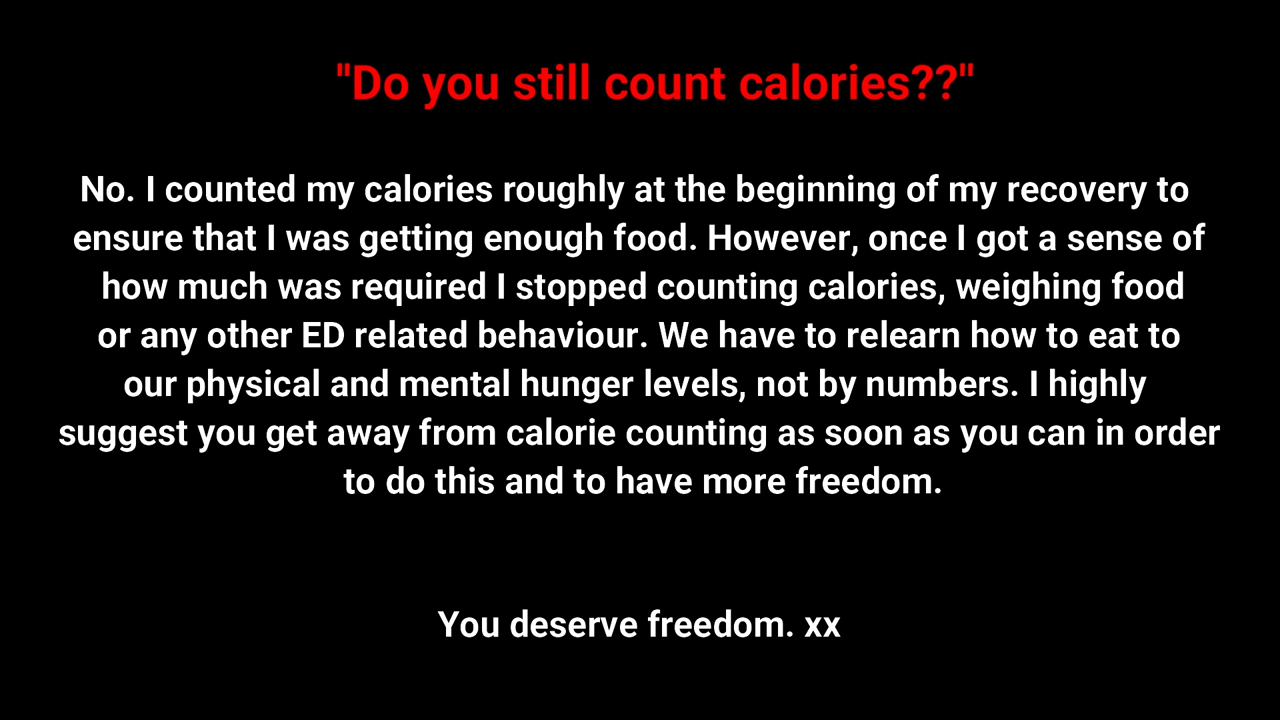 "Do you still count calories??"
No. I counted my calories roughly at the beginning of my recovery to
ensure that I was getting enough food. However, once I got a sense of
how much was required I stopped counting calories, weighing food
or any other ED related behaviour. We have to relearn how to eat to
our physical and mental hunger levels, not by numbers. I highly
suggest you get away from calorie counting as soon as you can in order
to do this and to have more freedom.
You deserve freedom. xx